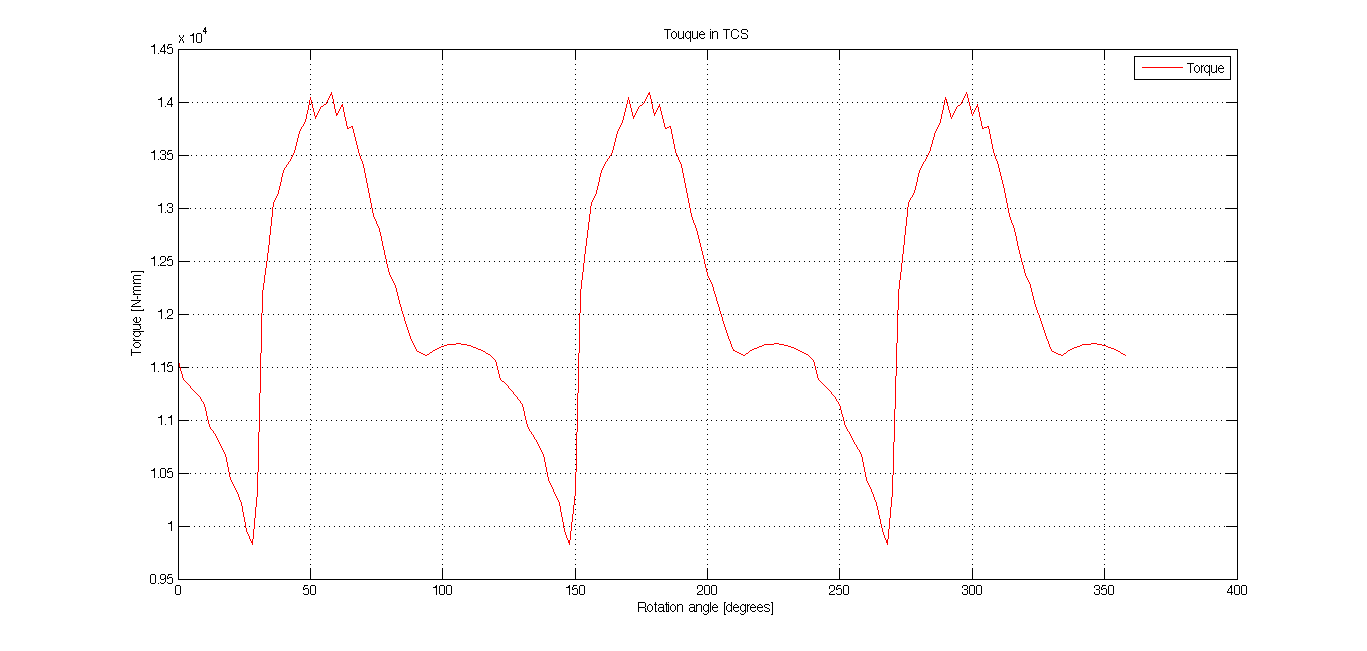 Touque in TCS
x 10^4
1.45
Torque
1.4
1.35
1.3
1.25
Torque [N-mm]
1.2
1.15
1.1
1.05
1
0.95
0 50 100 150 200 250 300 350 400
Rotation angle [degrees]